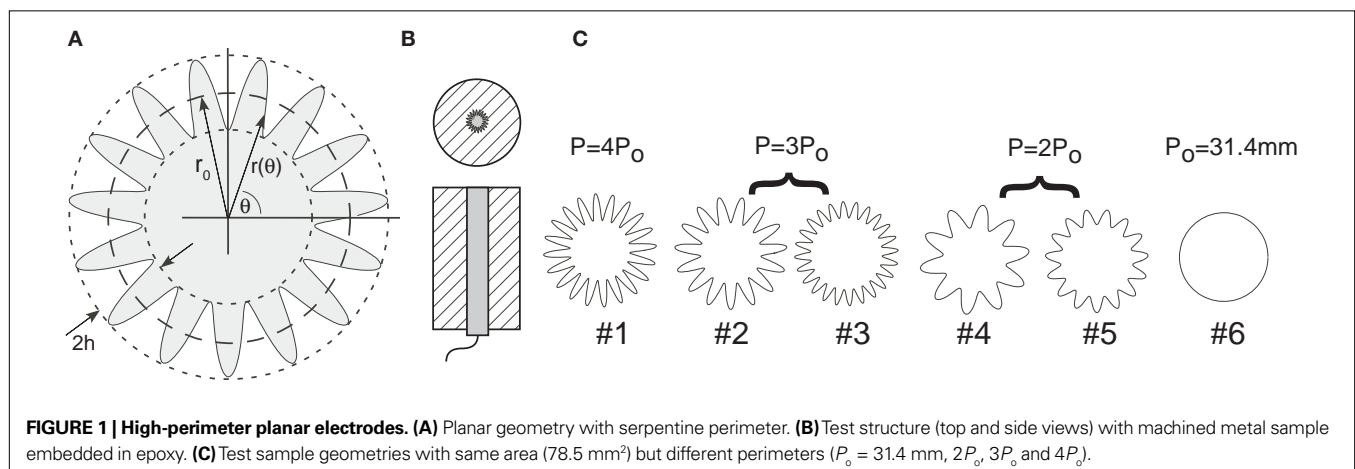 A
B
C
r₀
r(θ)
θ
2h
P=4Pₒ
P=3Pₒ
P=2Pₒ
Pₒ=31.4mm
#1
#2
#3
#4
#5
#6
FIGURE 1 | High-perimeter planar electrodes. (A) Planar geometry with serpentine perimeter. (B) Test structure (top and side views) with machined metal sample
embedded in epoxy. (C) Test sample geometries with same area (78.5 mm²) but different perimeters (Pₒ = 31.4 mm, 2Pₒ, 3Pₒ and 4Pₒ).